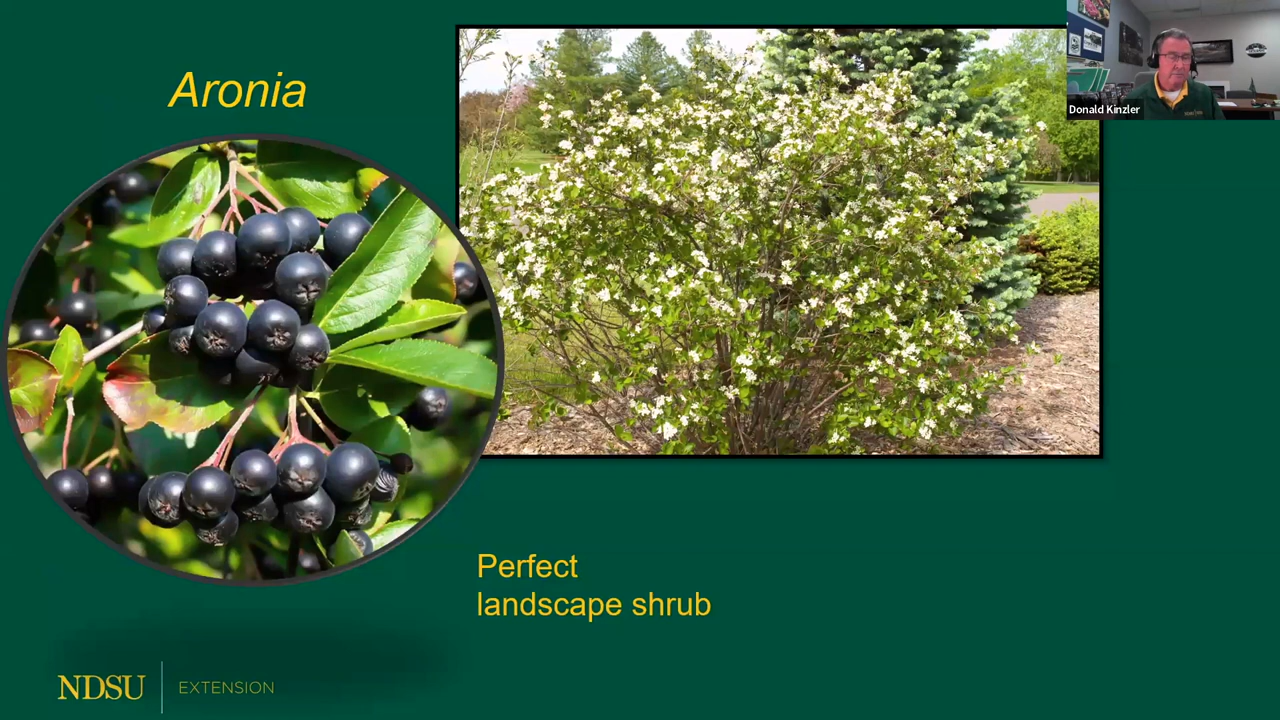 Aronia
Donald Kinzler
Perfect
landscape shrub
NDSU
EXTENSION